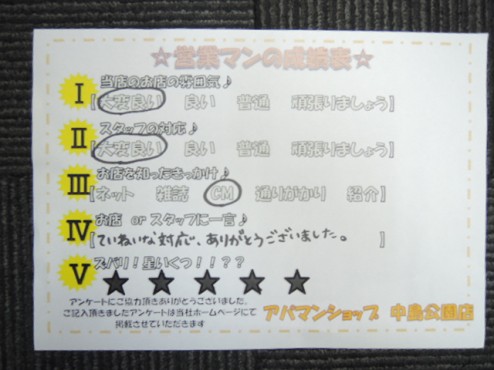 ☆営業マンの成績表☆
Ⅰ 当店のお店の雰囲気♪
[大変良い 良い 普通 頑張りましょう]
Ⅱ スタッフの対応♪
[大変良い 良い 普通 頑張りましょう]
Ⅲ お店を知ったきっかけ♪
[ネット 雑誌 CM 通りがかり 紹介]
Ⅳ お店 or スタッフに一言♪
[ていねいな対応で、ありがとうございました。 ]
Ⅴ ズバリ!星いくつ!!??
★ ★ ★ ★ ★
アンケートにご協力頂きありがとうございました。
ご記入頂きましたアンケートは当社ホームページにて
掲載させていただきます
アパマンショップ 中島公園店